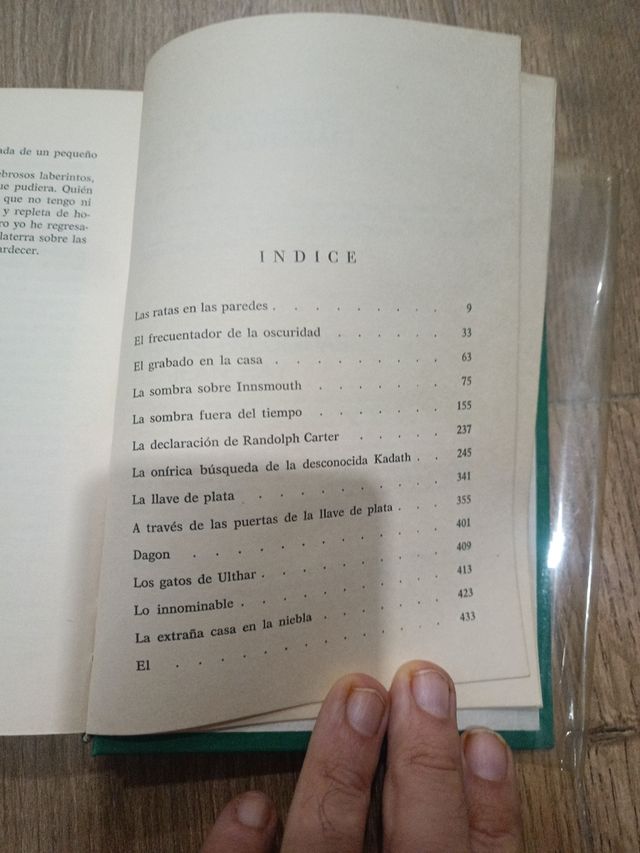 ada de un pequeño
ebrosos laberintos,
ue pudiera. Quién
que no tengo ni
y repleta de ho-
ro yo he regresa-
laterra sobre las
ardecer.
INDICE
Las ratas en las paredes . . . . . . . . 9
El frecuentador de la oscuridad . . . . . 33
El grabado en la casa . . . . . . . . 63
La sombra sobre Innsmouth . . . . . . 75
La sombra fuera del tiempo . . . . . . 155
La declaración de Randolph Carter . . . . 237
La onírica búsqueda de la desconocida Kadath . . 245
La llave de plata . . . . . . . . 341
A través de las puertas de la llave de plata . . . 355
Dagon . . . . . . . . . . . 401
Los gatos de Ulthar . . . . . . . . 409
Lo innominable . . . . . . . . . 413
La extraña casa en la niebla . . . . . . 423
El . . . . . . . . . . . . 433